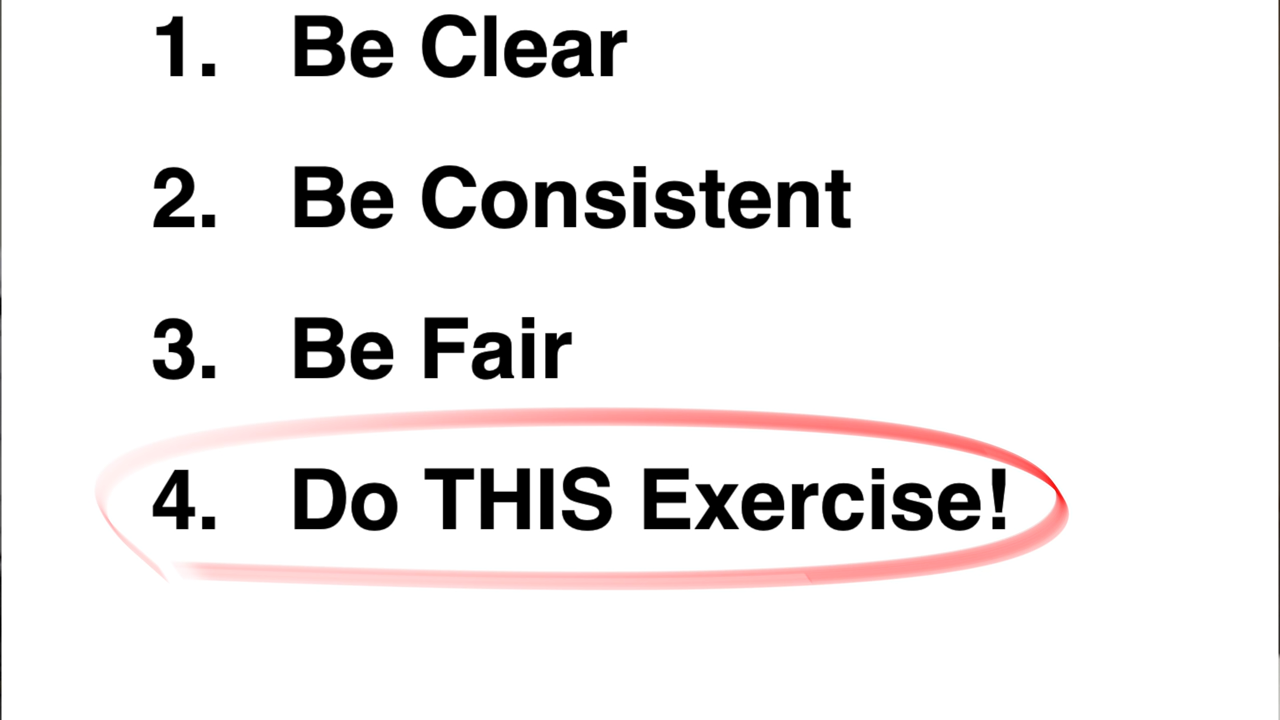 1. Be Clear
2. Be Consistent
3. Be Fair
4. Do THIS Exercise!